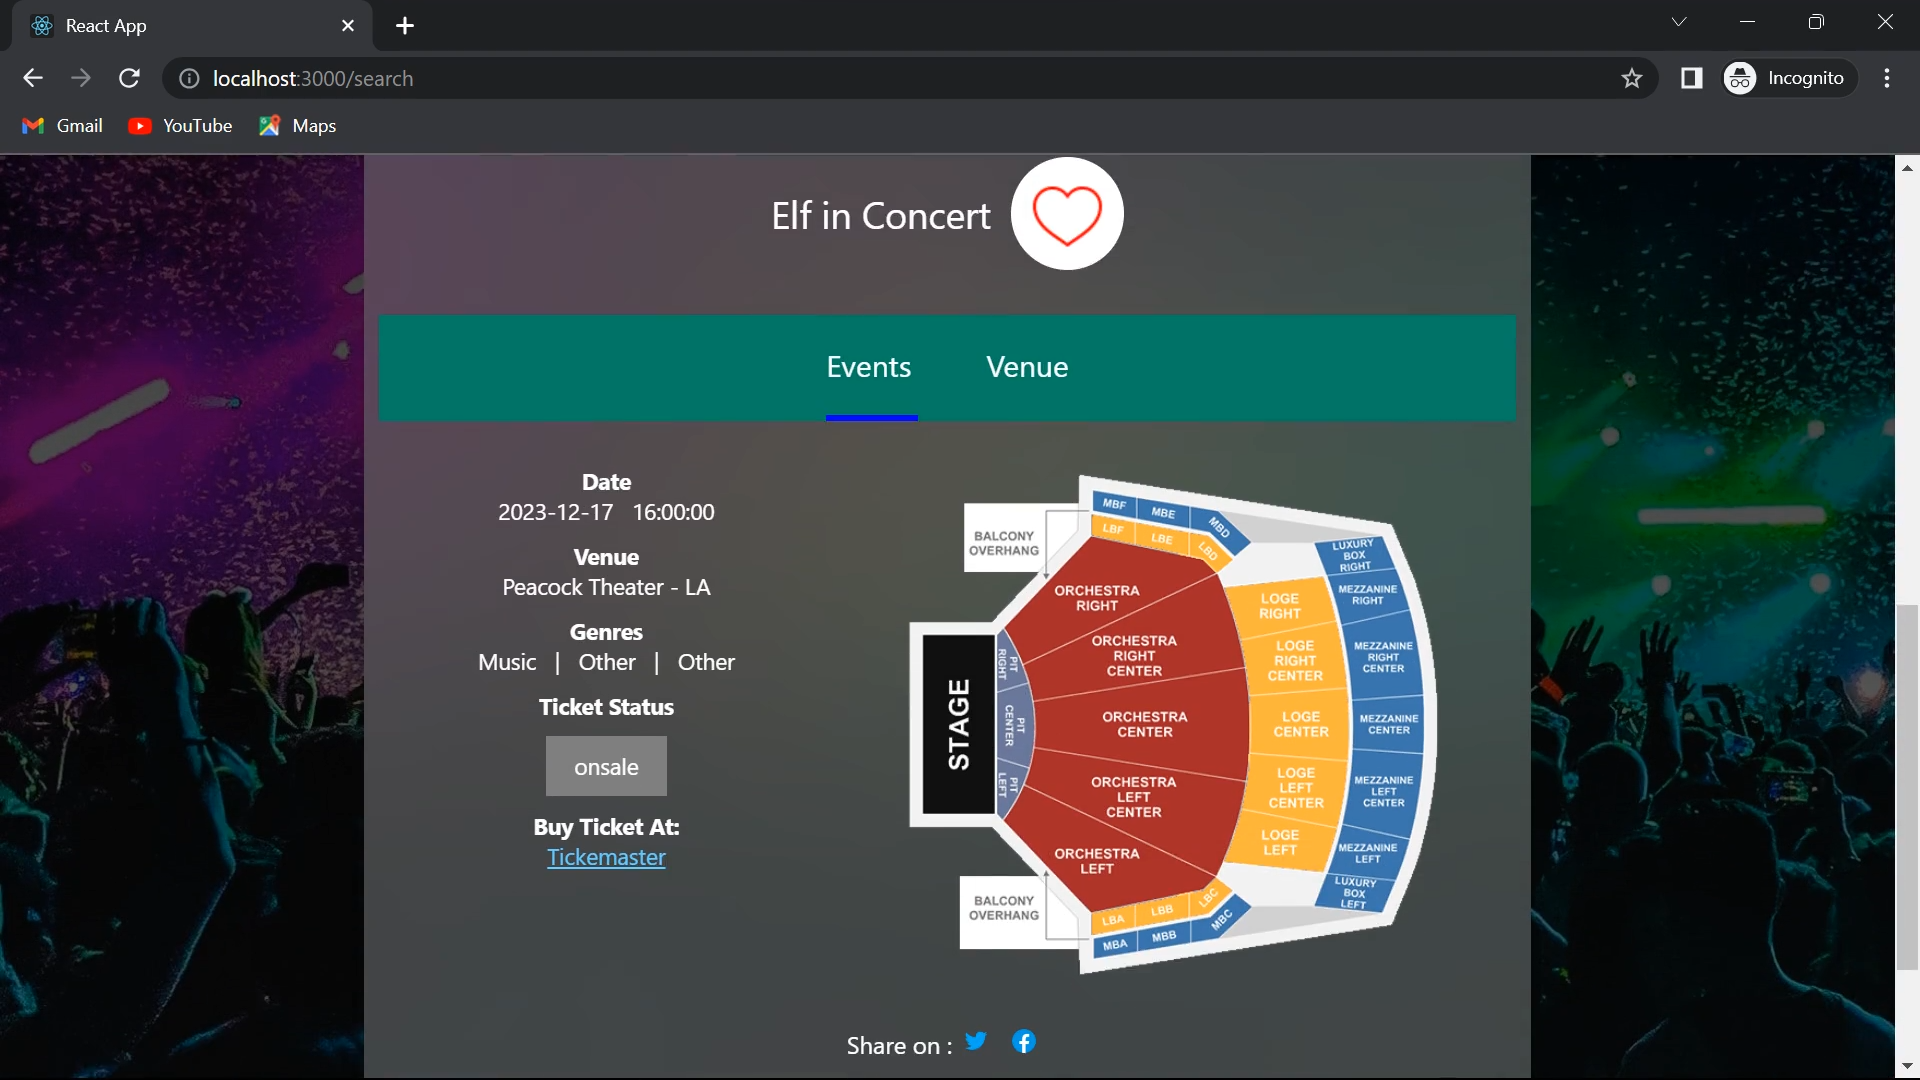 React App
localhost:3000/search
Incognito
Gmail
YouTube
Maps
Elf in Concert
Events
Venue
Date
2023-12-17 16:00:00
Venue
Peacock Theater - LA
Genres
Music | Other | Other
Ticket Status
onsale
Buy Ticket At:
Tickemaster
BALCONY
OVERHANG
MBF
MBE
MBD
LBF
LBE
LBD
LUXURY
BOX
RIGHT
ORCHESTRA
RIGHT
LOGE
RIGHT
MEZZANINE
RIGHT
ORCHESTRA
RIGHT
CENTER
LOGE
RIGHT
CENTER
MEZZANINE
RIGHT
CENTER
STAGE
PIT
RIGHT
PIT
CENTER
PIT
LEFT
ORCHESTRA
CENTER
LOGE
CENTER
MEZZANINE
CENTER
ORCHESTRA
LEFT
CENTER
LOGE
LEFT
CENTER
MEZZANINE
LEFT
CENTER
ORCHESTRA
LEFT
LOGE
LEFT
MEZZANINE
LEFT
LUXURY
BOX
LEFT
BALCONY
OVERHANG
LBA
LBB
LBC
MBA
MBB
MBC
Share on :